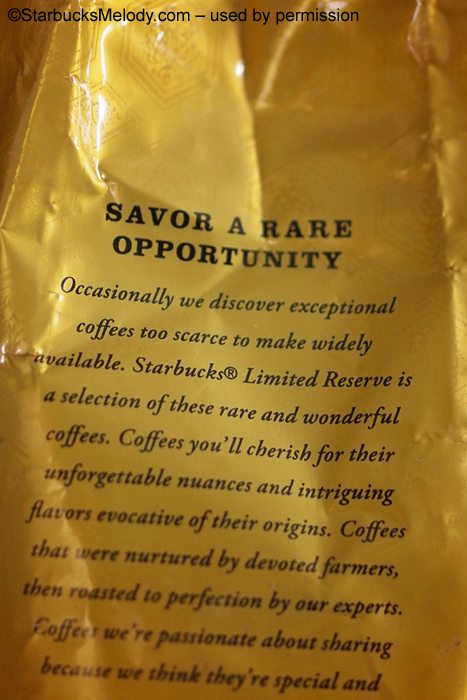 ©StarbucksMelody.com – used by permission
SAVOR A RARE
OPPORTUNITY
Occasionally we discover exceptional
coffees too scarce to make widely
available. Starbucks® Limited Reserve is
a selection of these rare and wonderful
coffees. Coffees you'll cherish for their
unforgettable nuances and intriguing
flavors evocative of their origins. Coffees
that were nurtured by devoted farmers,
then roasted to perfection by our experts.
Coffees we're passionate about sharing
because we think they're special and